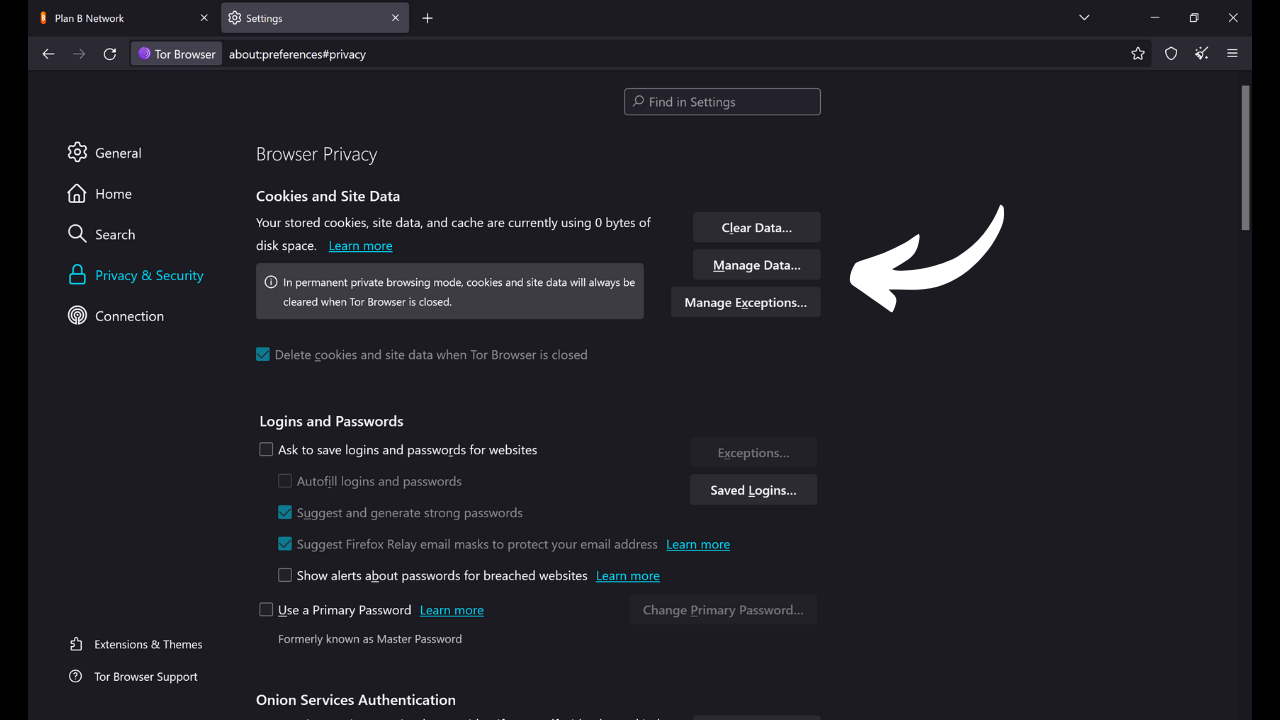 Plan B Network
Settings
Tor Browser
about:preferences#privacy
Find in Settings
General
Home
Search
Privacy & Security
Connection
Extensions & Themes
Tor Browser Support
Browser Privacy
Cookies and Site Data
Your stored cookies, site data, and cache are currently using 0 bytes of
disk space. Learn more
Clear Data...
Manage Data...
Manage Exceptions...
In permanent private browsing mode, cookies and site data will always be
cleared when Tor Browser is closed.
Delete cookies and site data when Tor Browser is closed
Logins and Passwords
Ask to save logins and passwords for websites
Exceptions...
Autofill logins and passwords
Saved Logins...
Suggest and generate strong passwords
Suggest Firefox Relay email masks to protect your email address Learn more
Show alerts about passwords for breached websites Learn more
Use a Primary Password Learn more
Change Primary Password...
Formerly known as Master Password
Onion Services Authentication